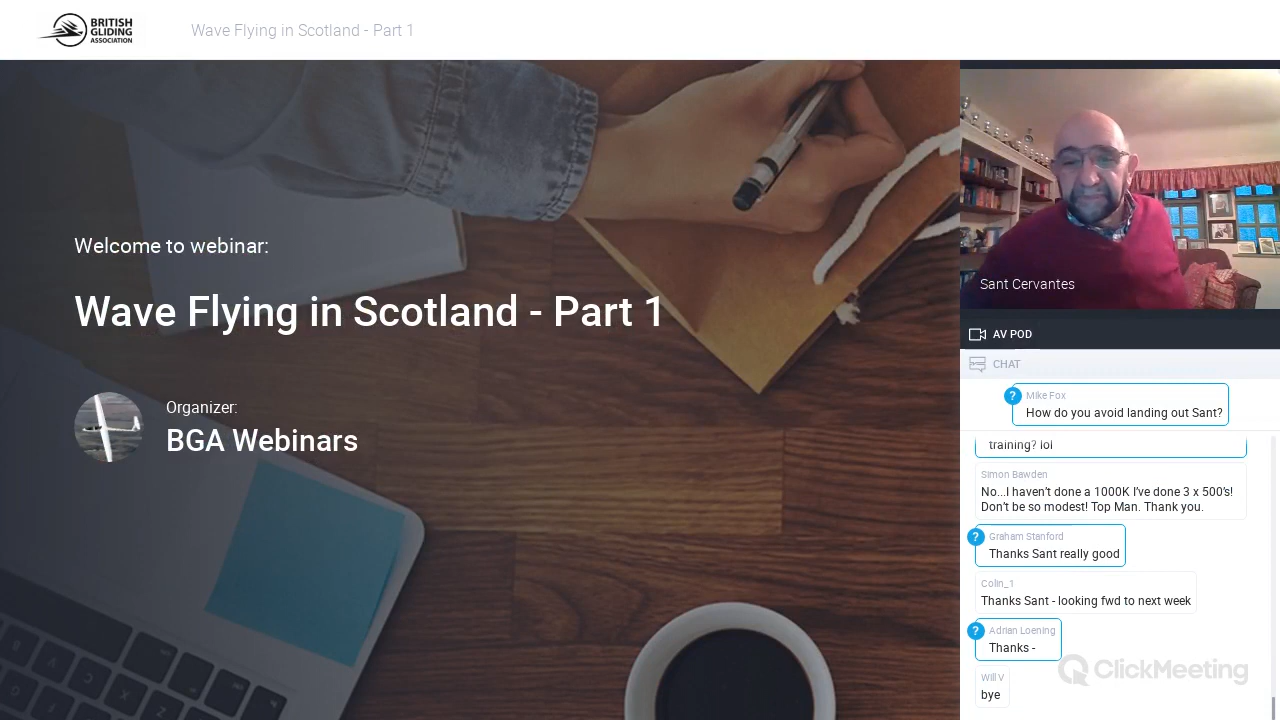 BRITISH
GLIDING
ASSOCIATION
Wave Flying in Scotland - Part 1
Welcome to webinar:
Wave Flying in Scotland - Part 1
Organizer:
BGA Webinars
Sant Cervantes
AV POD
CHAT
?
Mike Fox
How do you avoid landing out Sant?
training? lol
Simon Bawden
No...I haven't done a 1000K I've done 3 x 500's!
Don't be so modest! Top Man. Thank you.
?
Graham Stanford
Thanks Sant really good
Colin_1
Thanks Sant - looking fwd to next week
?
Adrian Loening
Thanks -
ClickMeeting
Will V
bye